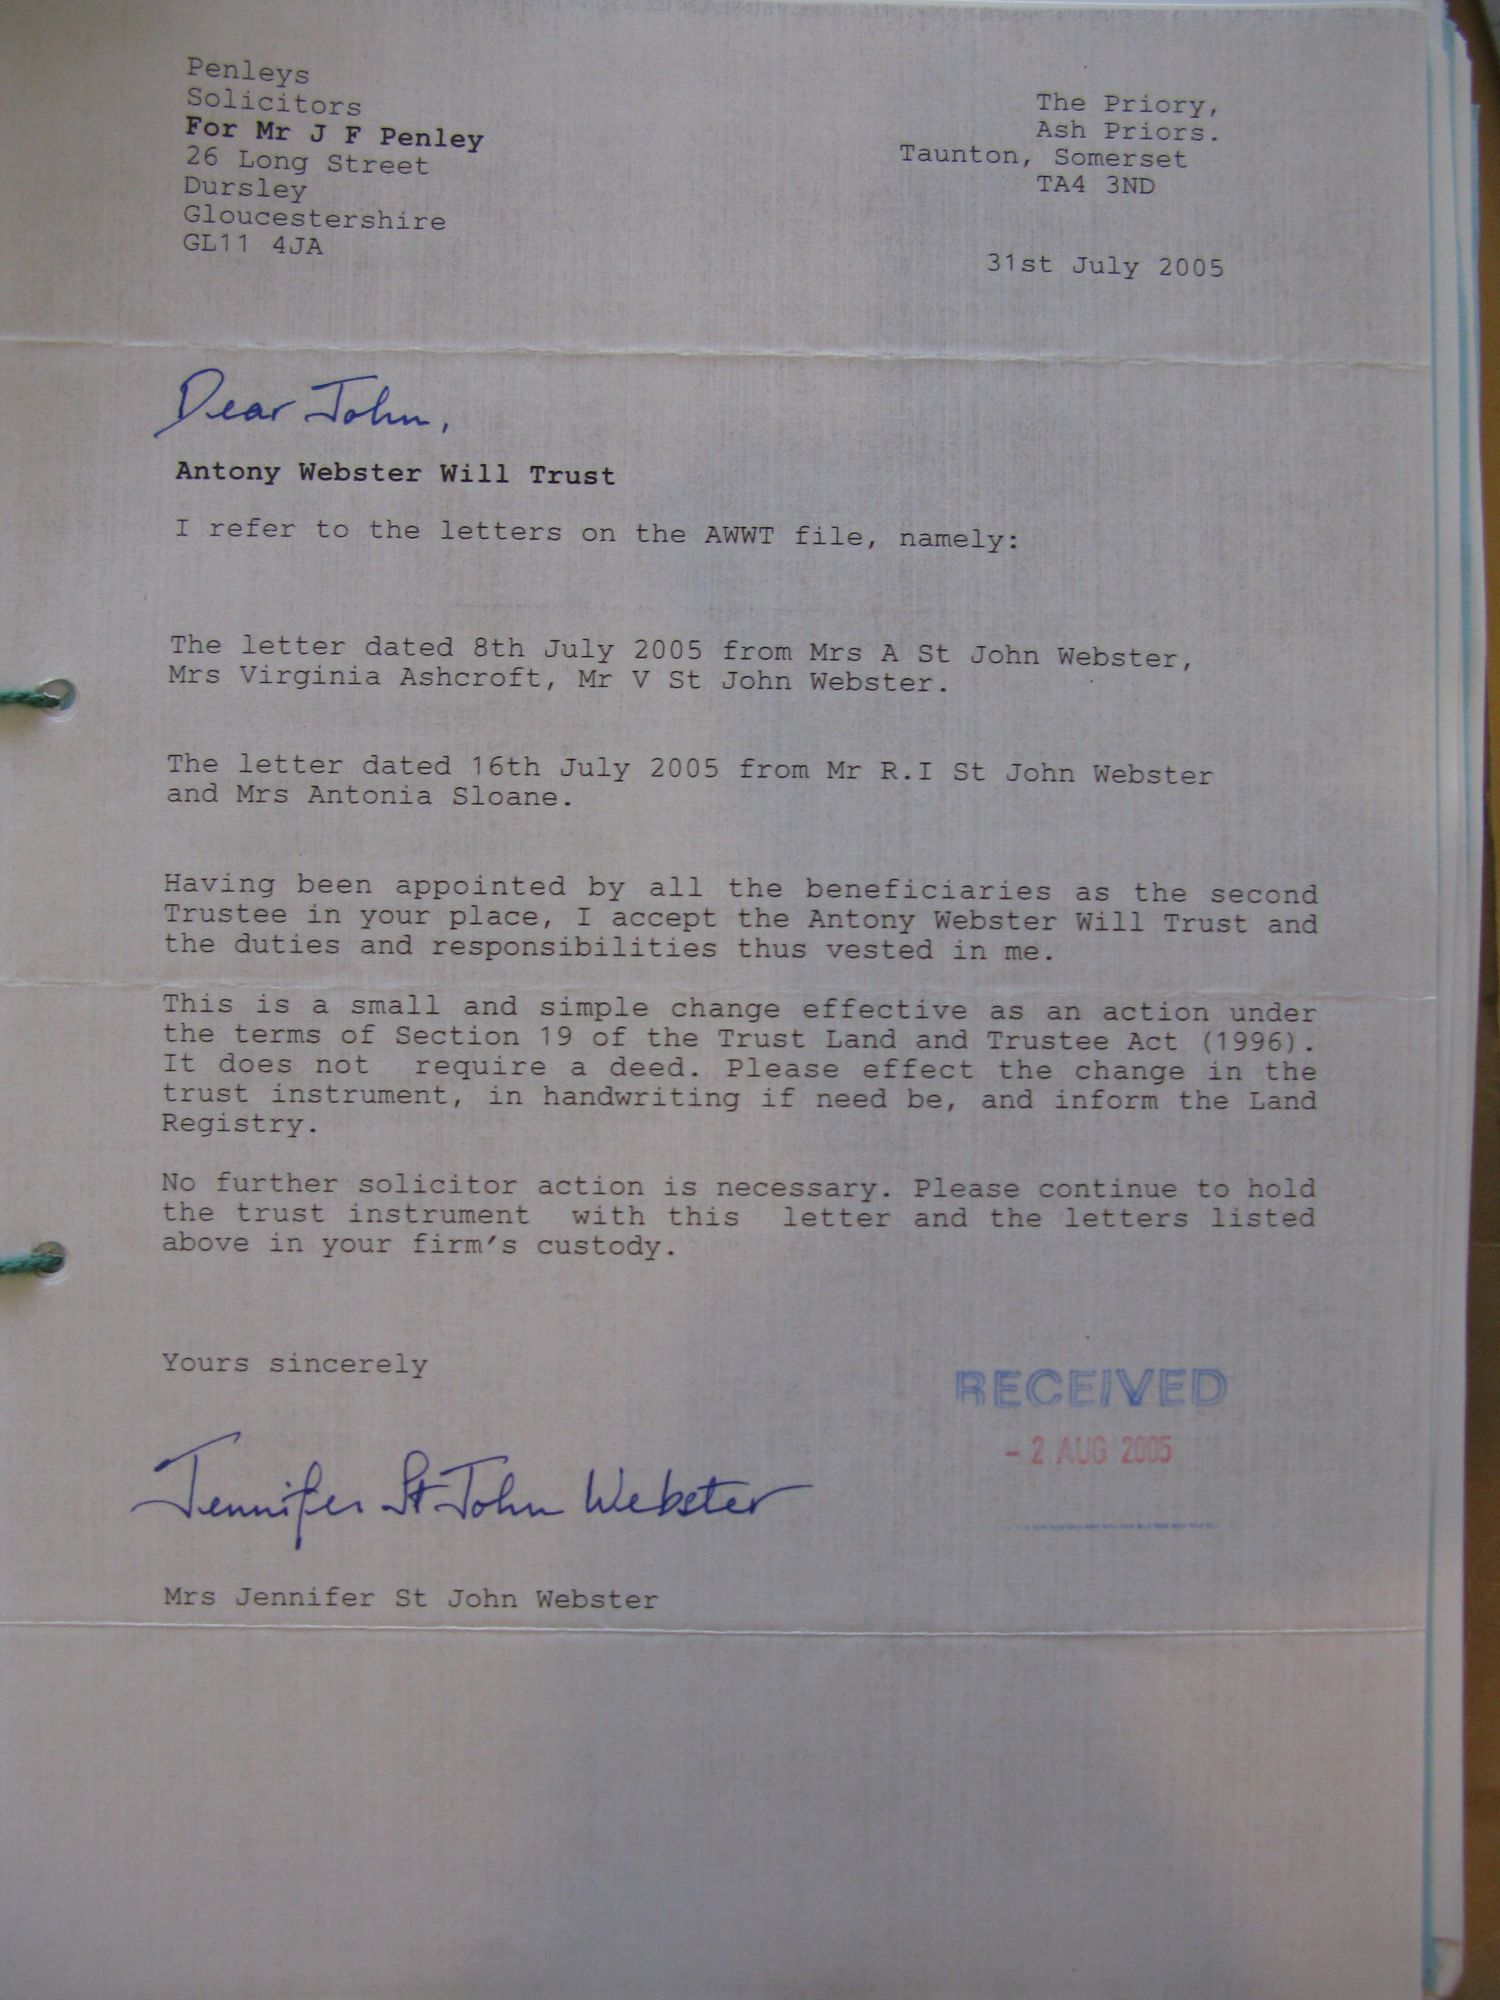 Penleys
Solicitors
For Mr J F Penley
26 Long Street
Dursley
Gloucestershire
GL11 4JA
The Priory,
Ash Priors.
Taunton, Somerset
TA4 3ND
31st July 2005
Dear John,
Antony Webster Will Trust
I refer to the letters on the AWWT file, namely:
The letter dated 8th July 2005 from Mrs A St John Webster,
Mrs Virginia Ashcroft, Mr V St John Webster.
The letter dated 16th July 2005 from Mr R.I St John Webster
and Mrs Antonia Sloane.
Having been appointed by all the beneficiaries as the second
Trustee in your place, I accept the Antony Webster Will Trust and
the duties and responsibilities thus vested in me.
This is a small and simple change effective as an action under
the terms of Section 19 of the Trust Land and Trustee Act (1996).
It does not require a deed. Please effect the change in the
trust instrument, in handwriting if need be, and inform the Land
Registry.
No further solicitor action is necessary. Please continue to hold
the trust instrument with this letter and the letters listed
above in your firm's custody.
Yours sincerely
RECEIVED
- 2 AUG 2005
Jennifer St John Webster
Mrs Jennifer St John Webster